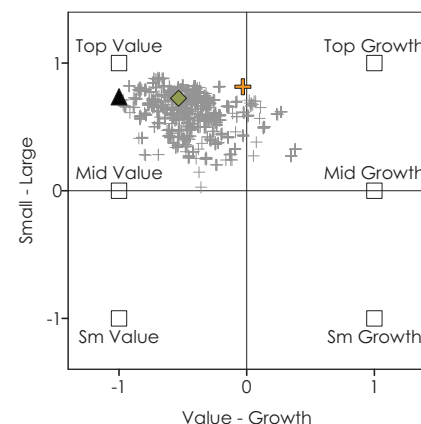 Top Value Top Growth
1
Mid Value Mid Growth
0
-1
Sm Value Sm Growth
-1 0 1
Small - Large
Value - Growth